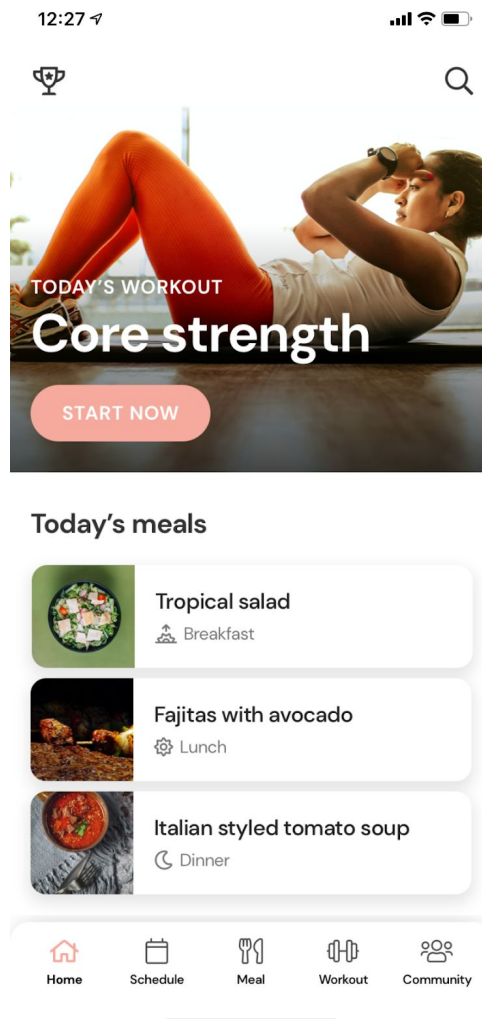 12:27
TODAY'S WORKOUT
Core strength
START NOW
Today's meals
Tropical salad
Breakfast
Fajitas with avocado
Lunch
Italian styled tomato soup
Dinner
Home Schedule Meal Workout Community